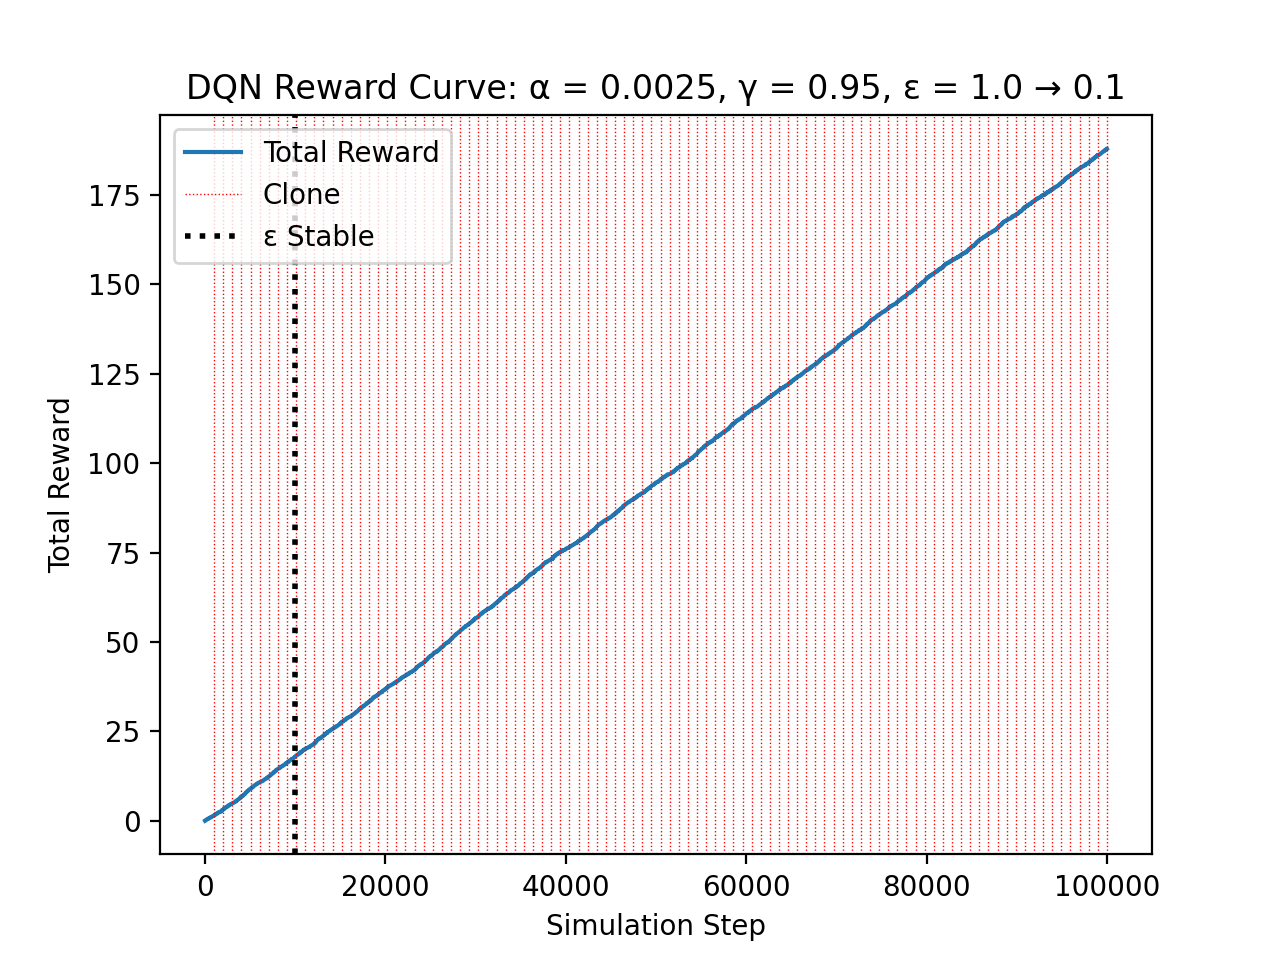 DQN Reward Curve: α = 0.0025, γ = 0.95, ε = 1.0 → 0.1
Total Reward
Clone
ε Stable
175
150
125
100
75
50
25
0
Total Reward
0 20000 40000 60000 80000 100000
Simulation Step